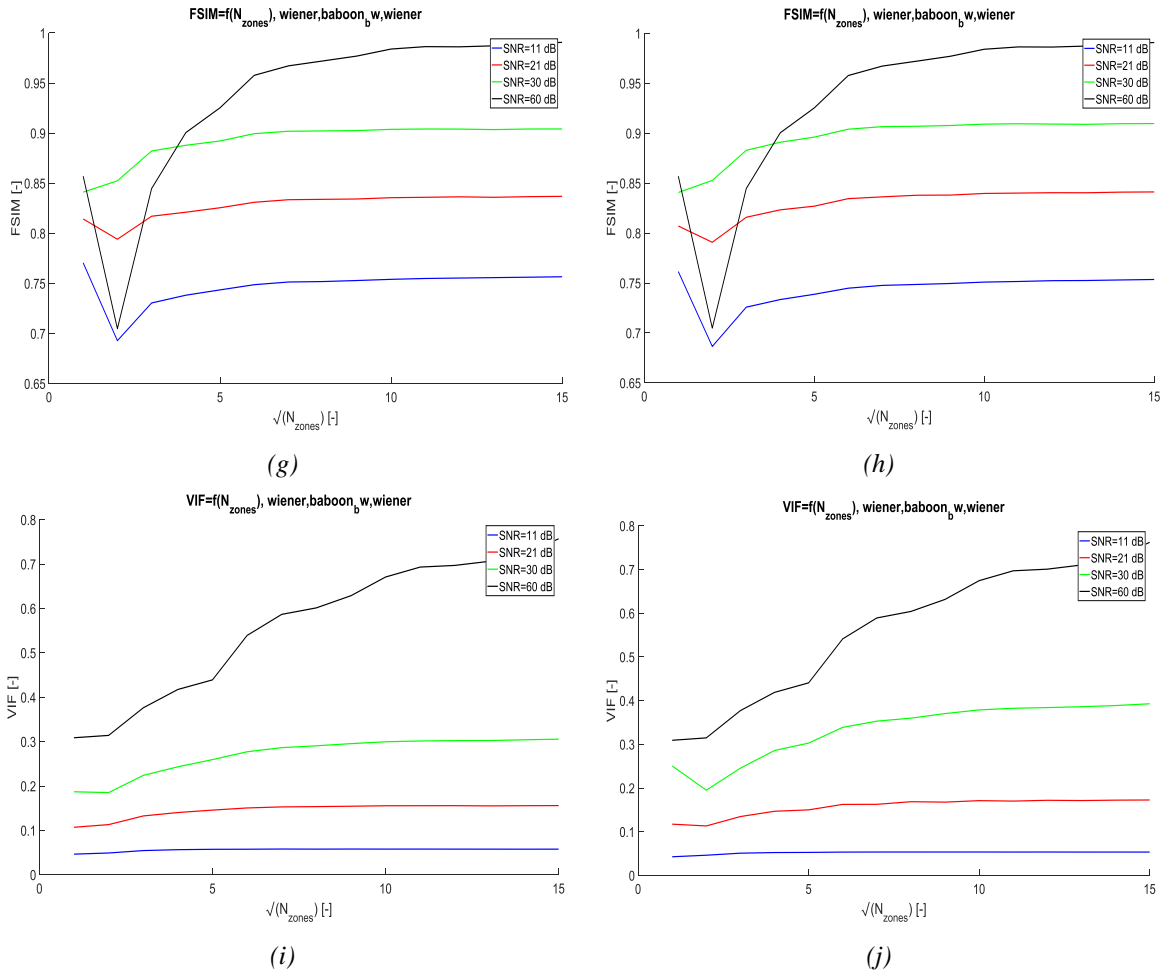 FSIM=f(N_zones), wiener,baboon_bw,wiener
1
0.95
0.9
0.85
0.8
0.75
0.7
0.65
FSIM [-]
SNR=11 dB
SNR=21 dB
SNR=30 dB
SNR=60 dB
0 5 10 15
√(N_zones) [-]
(g)
FSIM=f(N_zones), wiener,baboon_bw,wiener
1
0.95
0.9
0.85
0.8
0.75
0.7
0.65
FSIM [-]
SNR=11 dB
SNR=21 dB
SNR=30 dB
SNR=60 dB
0 5 10 15
√(N_zones) [-]
(h)
VIF=f(N_zones), wiener,baboon_bw,wiener
0.8
0.7
0.6
0.5
0.4
0.3
0.2
0.1
0
VIF [-]
SNR=11 dB
SNR=21 dB
SNR=30 dB
SNR=60 dB
0 5 10 15
√(N_zones) [-]
(i)
VIF=f(N_zones), wiener,baboon_bw,wiener
0.8
0.7
0.6
0.5
0.4
0.3
0.2
0.1
0
VIF [-]
SNR=11 dB
SNR=21 dB
SNR=30 dB
SNR=60 dB
0 5 10 15
√(N_zones) [-]
(j)